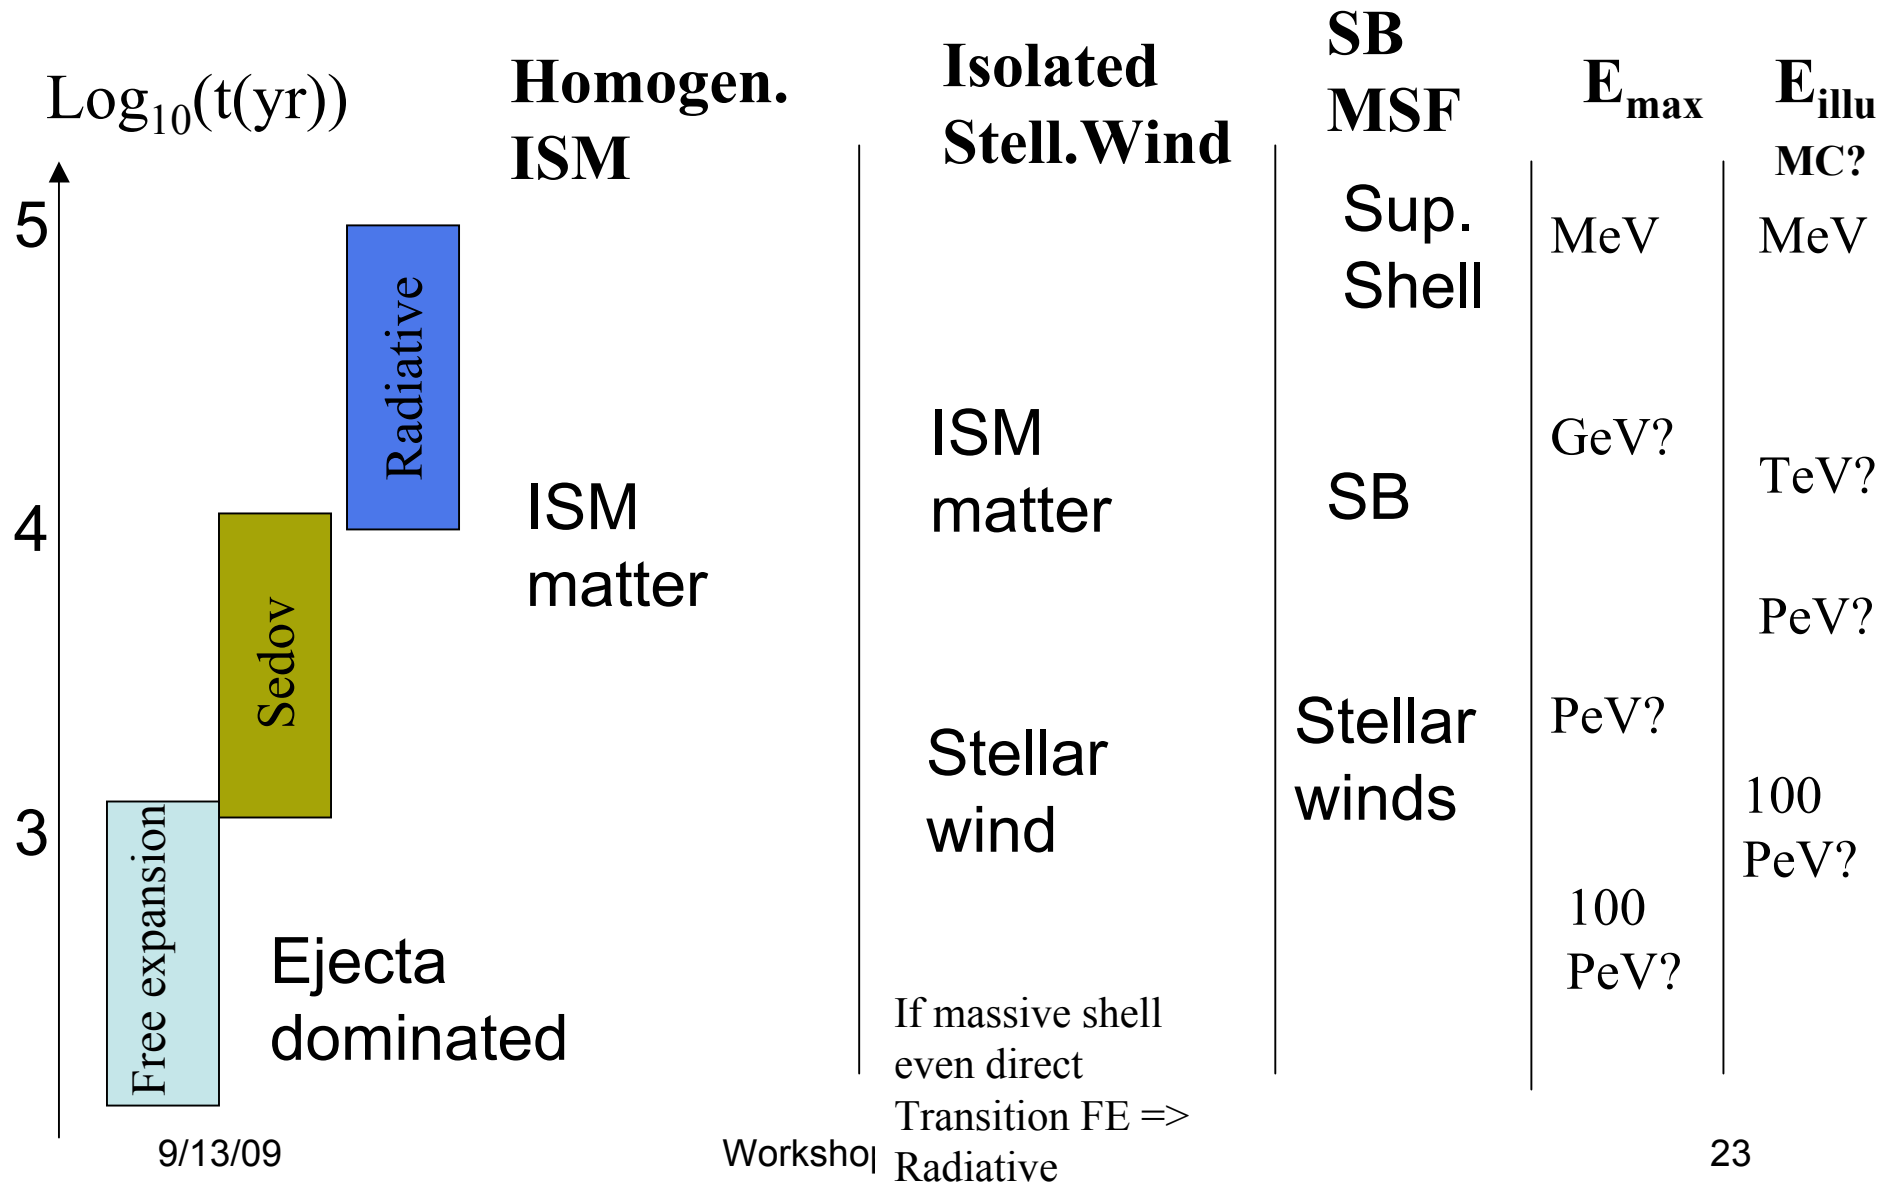 Log10(t(yr))
Homogen.
ISM
Isolated
Stell.Wind
SB
MSF
Emax
Eillu
MC?
5
4
3
Radiative
Sedov
Free expansion
Ejecta
dominated
ISM
matter
ISM
matter
Stellar
wind
If massive shell
even direct
Transition FE =>
Radiative
Sup.
Shell
SB
Stellar
winds
MeV
GeV?
PeV?
100
PeV?
MeV
TeV?
PeV?
100
PeV?
9/13/09
23